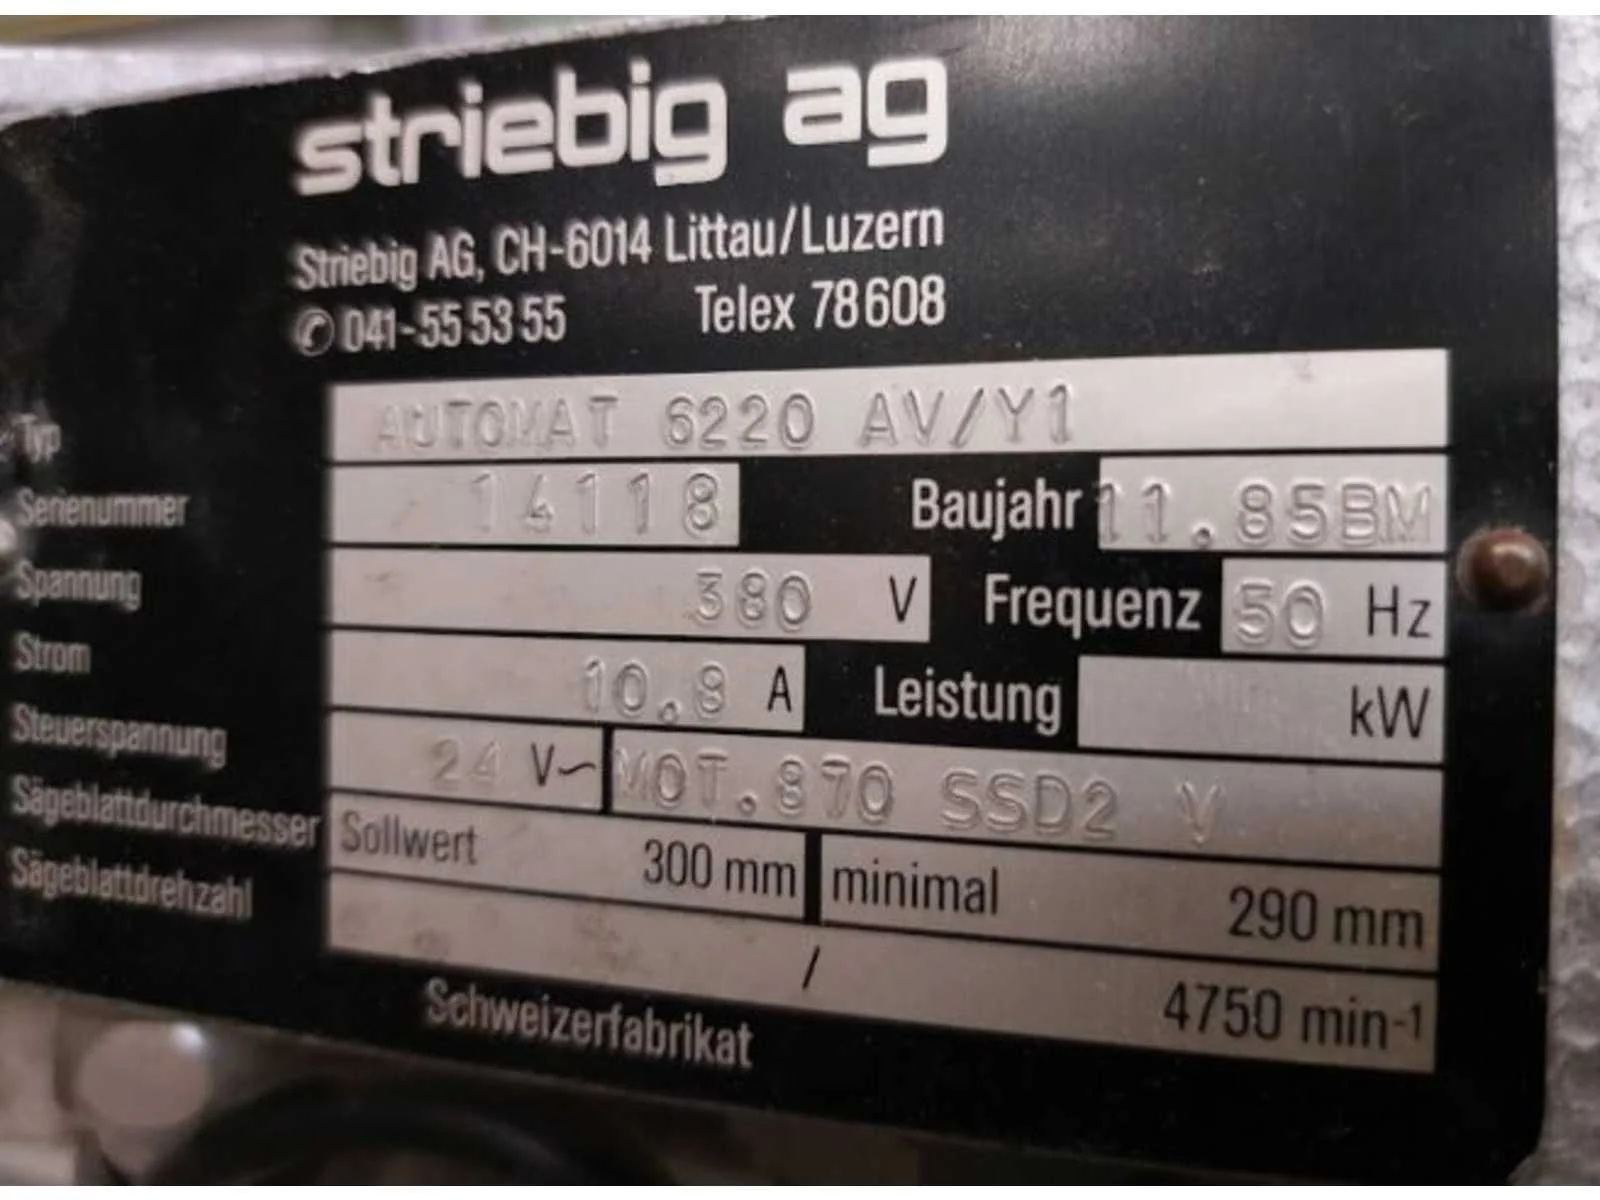 striebig ag
Striebig AG, CH-6014 Littau/Luzern
✆ 041-55 53 55 Telex 78608
Typ AUTOMAT 6220 AV/Y1
Serienummer 14118 Baujahr 11.85BM
Spannung 380 V Frequenz 50 Hz
Strom 10.8 A Leistung kW
Steuerspannung 24 V~ MOT.870 SSD2 V
Sägeblattdurchmesser Sollwert 300 mm minimal 290 mm
Sägeblattdrehzahl / 4750 min-1
Schweizerfabrikat